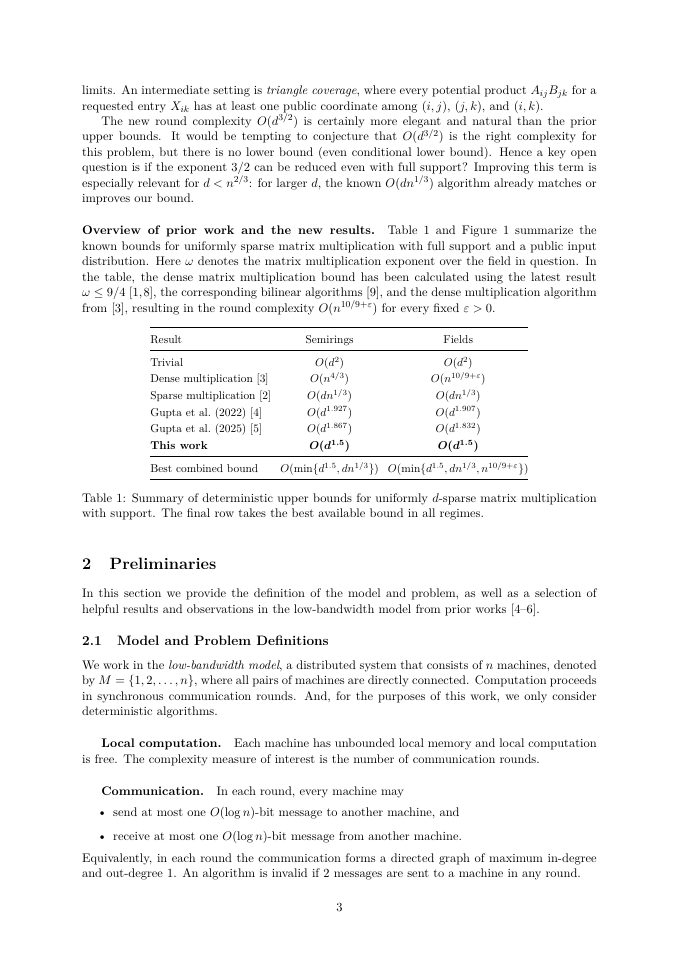 limits. An intermediate setting is triangle coverage, where every potential product A_{ij}B_{jk} for a
requested entry X_{ik} has at least one public coordinate among (i, j), (j, k), and (i, k).
The new round complexity O(d^{3/2}) is certainly more elegant and natural than the prior
upper bounds. It would be tempting to conjecture that O(d^{3/2}) is the right complexity for
this problem, but there is no lower bound (even conditional lower bound). Hence a key open
question is if the exponent 3/2 can be reduced even with full support? Improving this term is
especially relevant for d < n^{2/3}: for larger d, the known O(dn^{1/3}) algorithm already matches or
improves our bound.
Overview of prior work and the new results. Table 1 and Figure 1 summarize the
known bounds for uniformly sparse matrix multiplication with full support and a public input
distribution. Here ω denotes the matrix multiplication exponent over the field in question. In
the table, the dense matrix multiplication bound has been calculated using the latest result
ω ≤ 9/4 [1,8], the corresponding bilinear algorithms [9], and the dense multiplication algorithm
from [3], resulting in the round complexity O(n^{10/9+ε}) for every fixed ε > 0.
Result Semirings Fields
Trivial O(d^2) O(d^2)
Dense multiplication [3] O(n^{4/3}) O(n^{10/9+ε})
Sparse multiplication [2] O(dn^{1/3}) O(dn^{1/3})
Gupta et al. (2022) [4] O(d^{1.927}) O(d^{1.907})
Gupta et al. (2025) [5] O(d^{1.867}) O(d^{1.832})
This work O(d^{1.5}) O(d^{1.5})
Best combined bound O(min{d^{1.5}, dn^{1/3}}) O(min{d^{1.5}, dn^{1/3}, n^{10/9+ε}})
Table 1: Summary of deterministic upper bounds for uniformly d-sparse matrix multiplication
with support. The final row takes the best available bound in all regimes.
2 Preliminaries
In this section we provide the definition of the model and problem, as well as a selection of
helpful results and observations in the low-bandwidth model from prior works [4–6].
2.1 Model and Problem Definitions
We work in the low-bandwidth model, a distributed system that consists of n machines, denoted
by M = {1, 2, . . . , n}, where all pairs of machines are directly connected. Computation proceeds
in synchronous communication rounds. And, for the purposes of this work, we only consider
deterministic algorithms.
Local computation. Each machine has unbounded local memory and local computation
is free. The complexity measure of interest is the number of communication rounds.
Communication. In each round, every machine may
• send at most one O(log n)-bit message to another machine, and
• receive at most one O(log n)-bit message from another machine.
Equivalently, in each round the communication forms a directed graph of maximum in-degree
and out-degree 1. An algorithm is invalid if 2 messages are sent to a machine in any round.
3